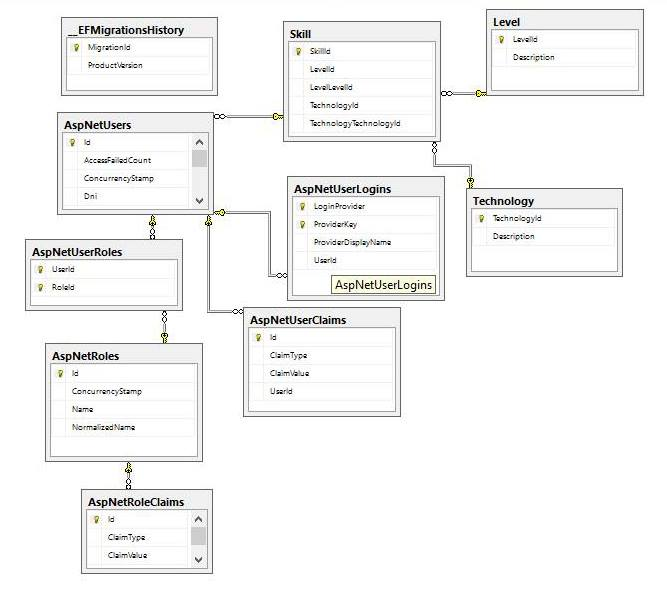 __EFMigrationsHistory
MigrationId
ProductVersion
Skill
SkillId
LevelId
LevelLevelId
TechnologyId
TechnologyTechnologyId
Level
LevelId
Description
AspNetUsers
Id
AccessFailedCount
ConcurrencyStamp
Dni
AspNetUserLogins
LoginProvider
ProviderKey
ProviderDisplayName
UserId
AspNetUserLogins
Technology
TechnologyId
Description
AspNetUserRoles
UserId
RoleId
AspNetUserClaims
Id
ClaimType
ClaimValue
UserId
AspNetRoles
Id
ConcurrencyStamp
Name
NormalizedName
AspNetRoleClaims
Id
ClaimType
ClaimValue